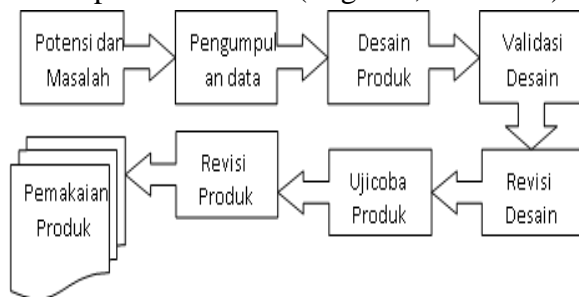 Potensi dan
Masalah
Pengumpul
an data
Desain
Produk
Validasi
Desain
Revisi
Desain
Ujicoba
Produk
Revisi
Produk
Pemakaian
Produk